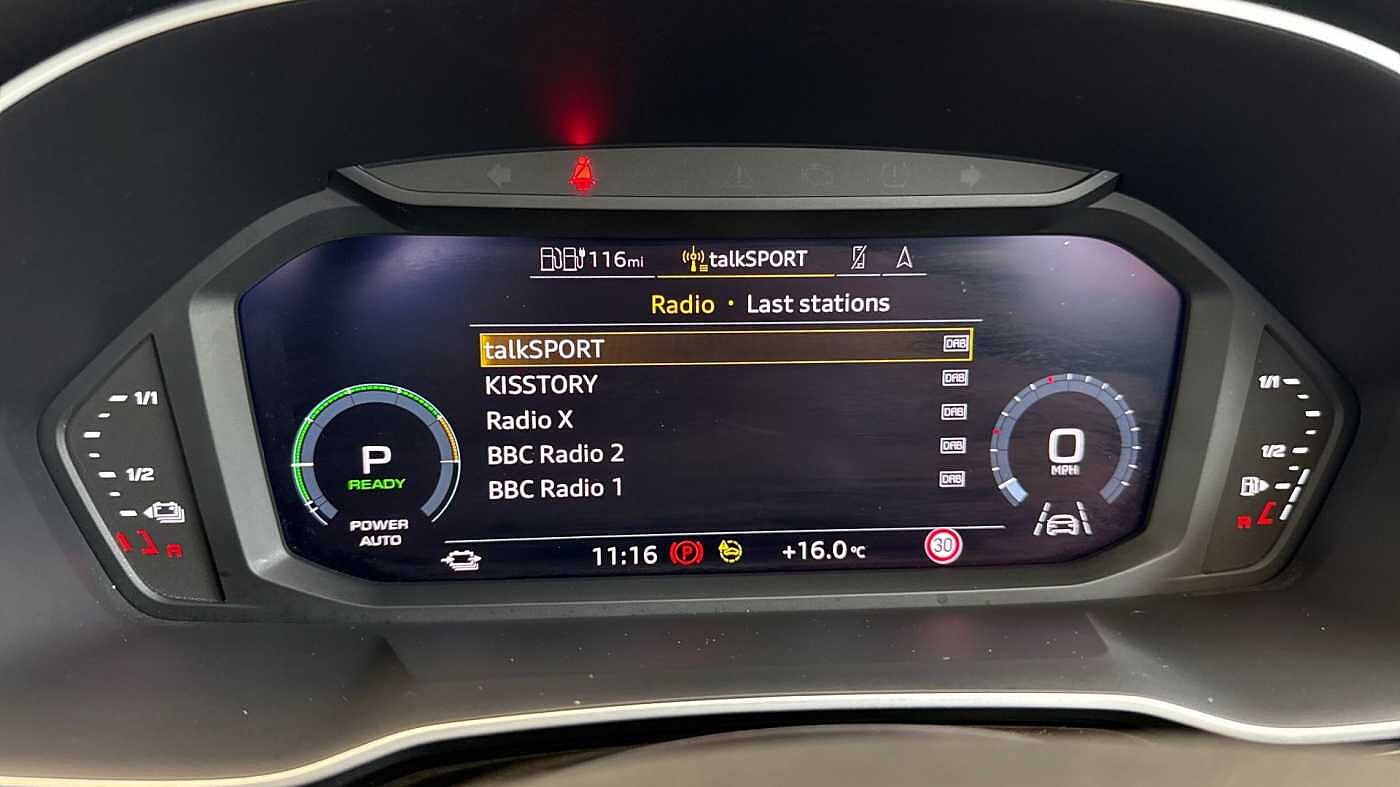 116mi talkSPORT
Radio · Last stations
talkSPORT DAB
KISSTORY DAB
Radio X DAB
BBC Radio 2 DAB
BBC Radio 1 DAB
1/1
1/2
R
P
READY
POWER
AUTO
0
MPH
1/1
1/2
R
11:16 (P) +16.0°C 30